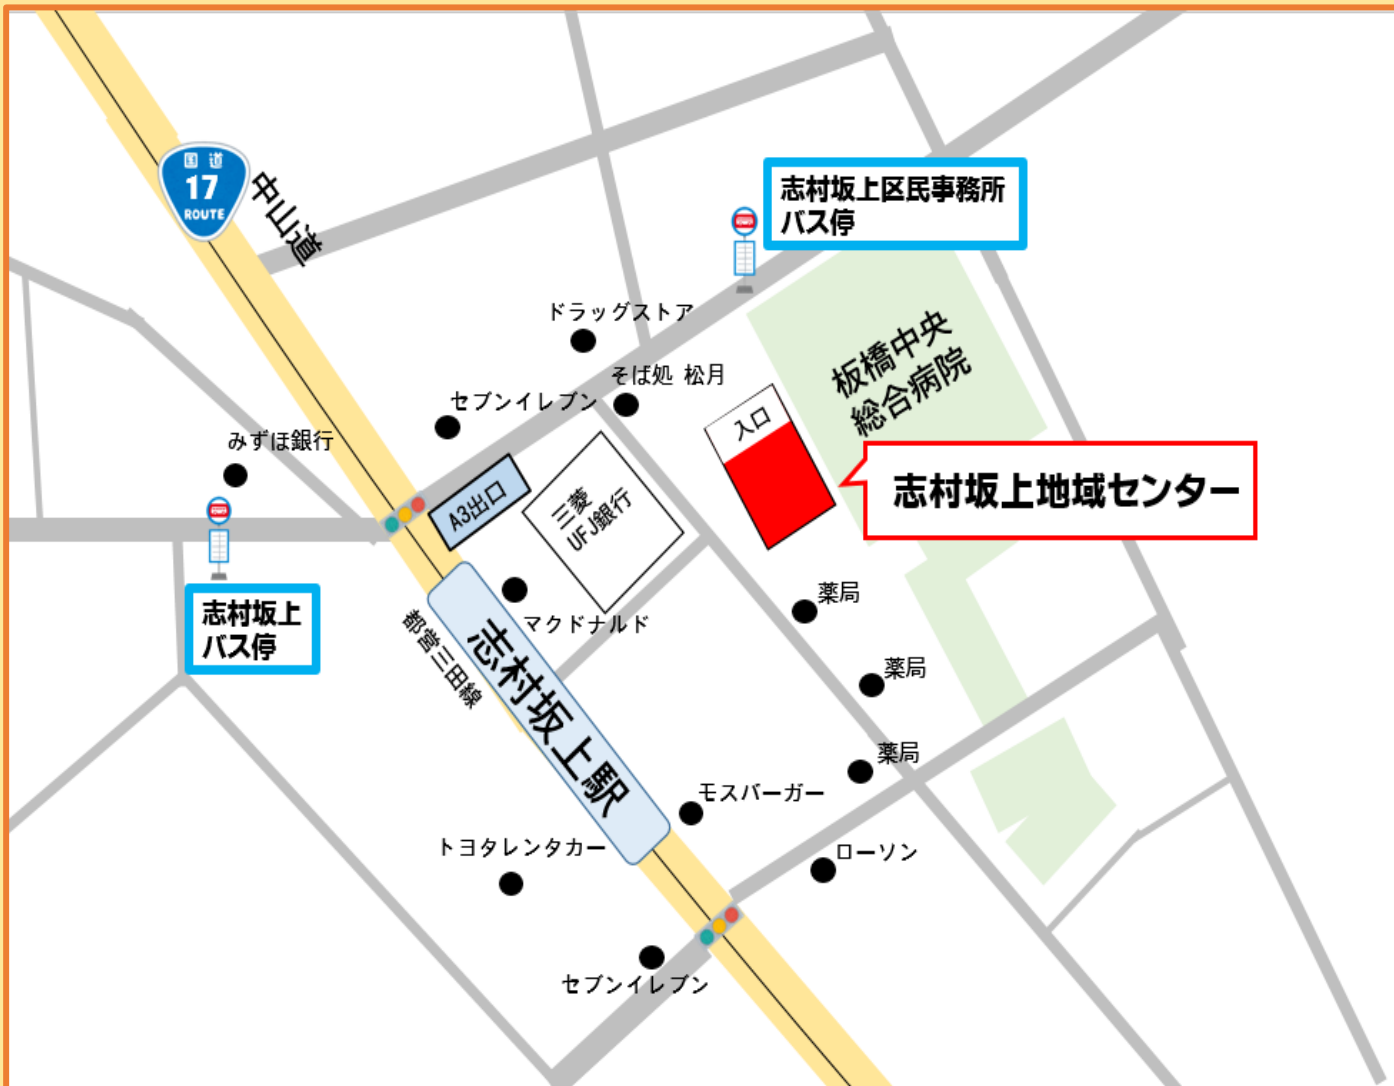 国道
17
ROUTE
中山道
志村坂上区民事務所
バス停
ドラッグストア
そば処 松月
セブンイレブン
みずほ銀行
板橋中央
総合病院
入口
志村坂上地域センター
A3出口
三菱
UFJ銀行
志村坂上
バス停
マクドナルド
都営三田線
志村坂上駅
薬局
薬局
薬局
モスバーガー
トヨタレンタカー
ローソン
セブンイレブン